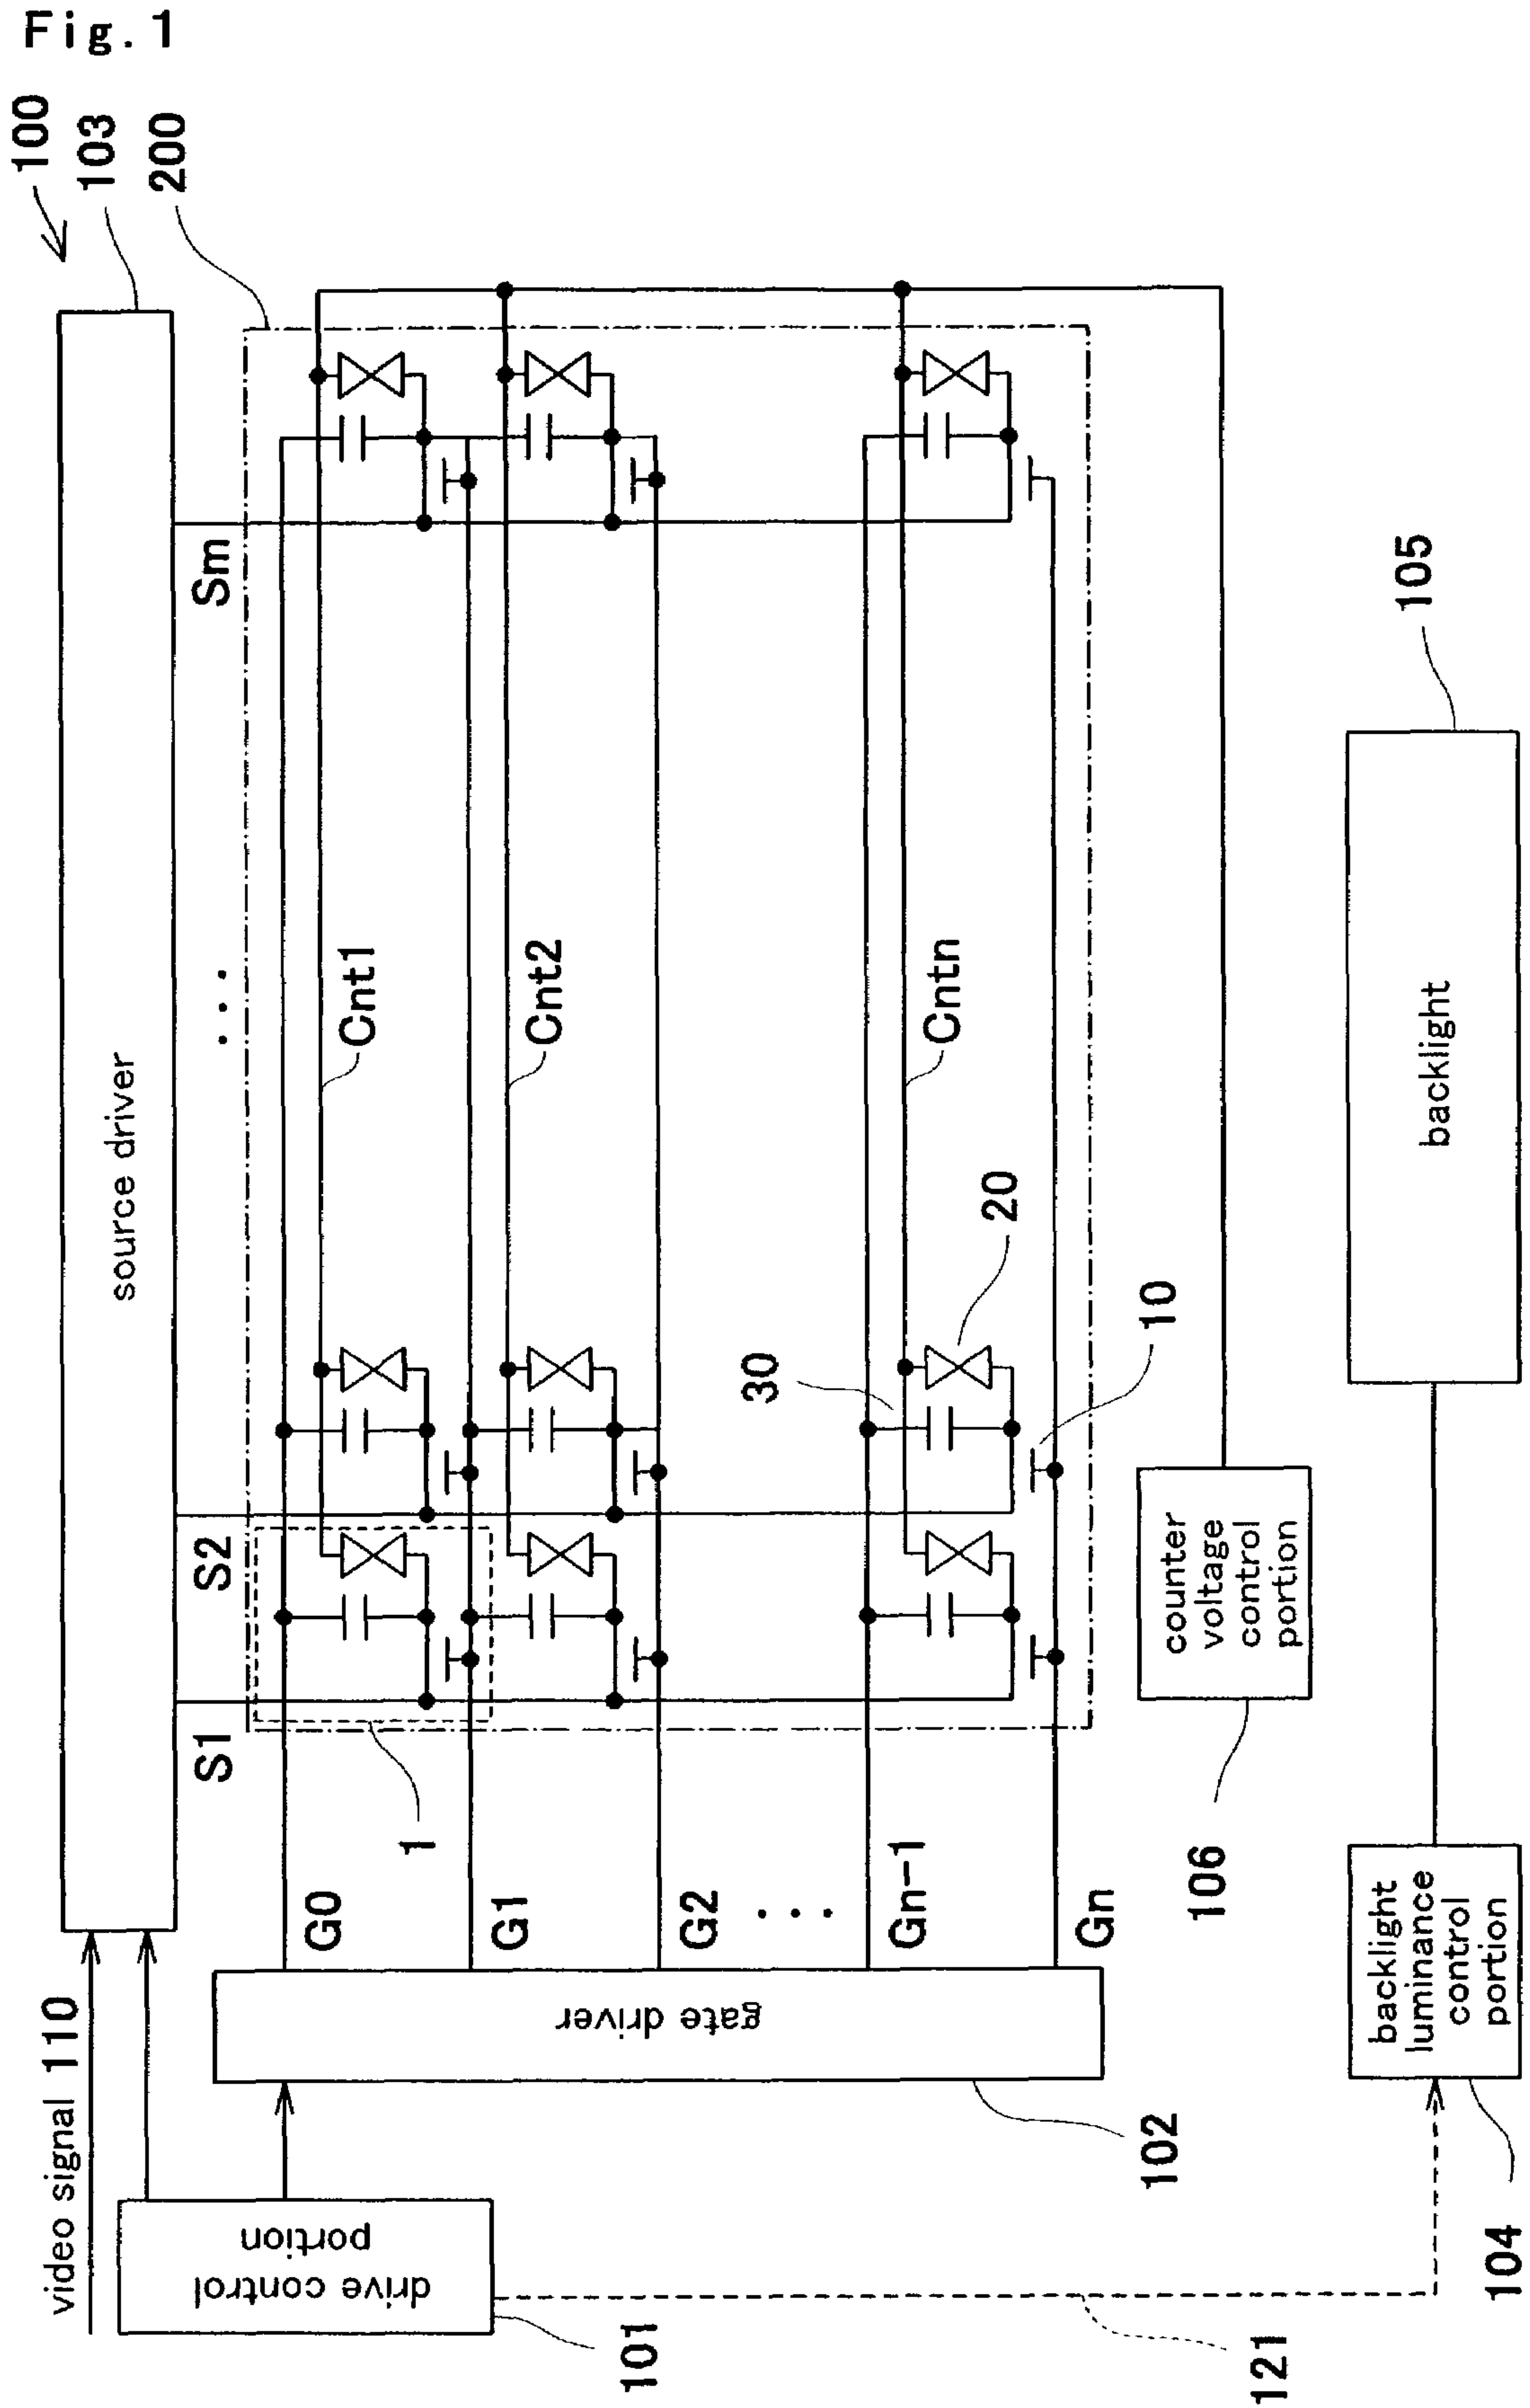 Fig.1
100
103
200
video signal 110
source driver
S1
S2
...
Sm
drive control
portion
101
gate driver
102
G0
G1
G2
...
Gn-1
Gn
1
Cnt1
Cnt2
Cntn
30
20
10
counter
voltage
control
portion
106
backlight
luminance
control
portion
104
backlight
105
121